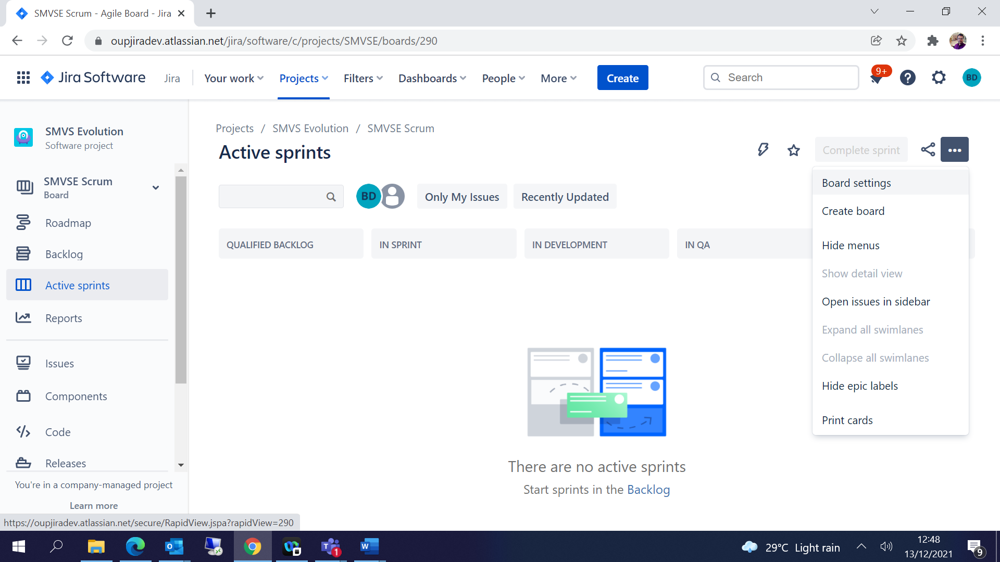 SMVSE Scrum - Agile Board - Jira
oupjiradev.atlassian.net/jira/software/c/projects/SMVSE/boards/290
Jira Software
Jira
Your work
Projects
Filters
Dashboards
People
More
Create
Search
9+
BD
SMVS Evolution
Software project
SMVSE Scrum
Board
Roadmap
Backlog
Active sprints
Reports
Issues
Components
Code
Releases
You're in a company-managed project
Learn more
https://oupjiradev.atlassian.net/secure/RapidView.jspa?rapidView=290
Projects / SMVS Evolution / SMVSE Scrum
Active sprints
Complete sprint
BD
Only My Issues
Recently Updated
QUALIFIED BACKLOG
IN SPRINT
IN DEVELOPMENT
IN QA
Board settings
Create board
Hide menus
Show detail view
Open issues in sidebar
Expand all swimlanes
Collapse all swimlanes
Hide epic labels
Print cards
There are no active sprints
Start sprints in the Backlog
29°C Light rain
12:48
13/12/2021
9
1